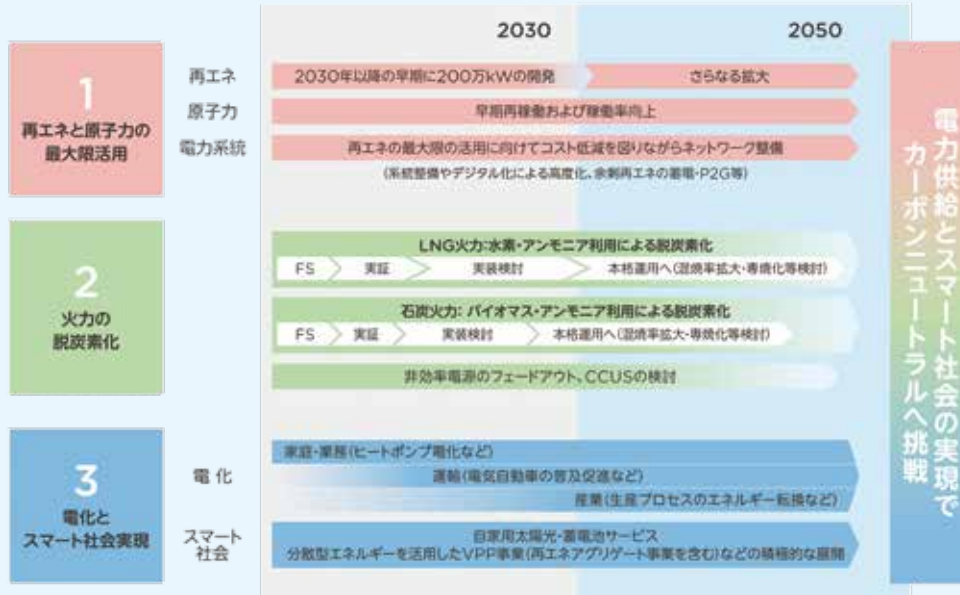 2030
2050
1
再エネと原子力の
最大限活用
再エネ
2030年以降の早期に200万kWの開発
さらなる拡大
原子力
早期再稼働および稼働率向上
電力系統
再エネの最大限の活用に向けてコスト低減を図りながらネットワーク整備
(系統整備やデジタル化による高度化、余剰再エネの蓄電・P2G等)
2
火力の
脱炭素化
LNG火力:水素・アンモニア利用による脱炭素化
FS
実証
実装検討
本格運用へ(混焼率拡大・専焼化等検討)
石炭火力: バイオマス・アンモニア利用による脱炭素化
FS
実証
実装検討
本格運用へ(混焼率拡大・専焼化等検討)
非効率電源のフェードアウト、CCUSの検討
3
電化と
スマート社会実現
電 化
家庭・業務(ヒートポンプ電化など)
運輸(電気自動車の普及促進など)
産業(生産プロセスのエネルギー転換など)
スマート
社会
自家用太陽光・蓄電池サービス
分散型エネルギーを活用したVPP事業(再エネアグリゲート事業を含む)などの積極的な展開
電力供給とスマート社会の実現で
カーボンニュートラルへ挑戦